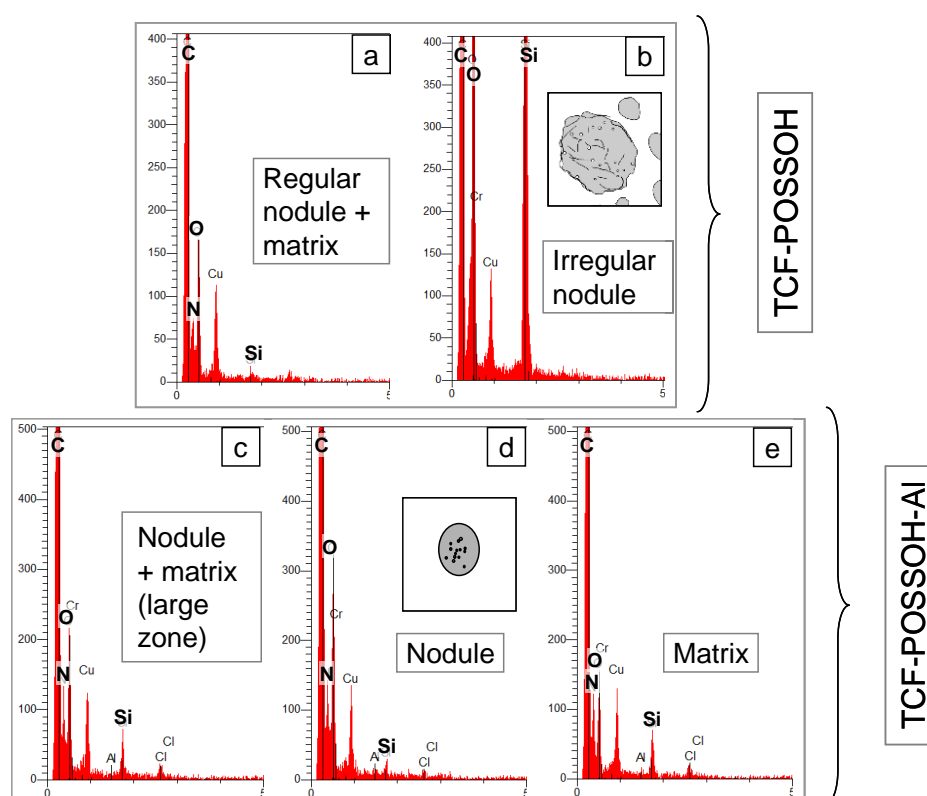 a
400
350
300
250
200
150
100
50
0
0
5
C
O
N
Cu
Si
Regular
nodule +
matrix
b
400
350
300
250
200
150
100
50
0
0
5
C
O
Si
Cr
Cu
Irregular
nodule
TCF-POSSOH
c
500
400
300
200
100
0
0
5
C
O
Cr
N
Cu
Si
Al
Cl
Cl
Nodule
+ matrix
(large
zone)
d
500
400
300
200
100
0
0
5
C
O
Cr
N
Cu
Al
Si
Cl
Cl
Nodule
e
500
400
300
200
100
0
0
5
C
O
Cr
N
Cu
Si
Al
Cl
Cl
Matrix
TCF-POSSOH-Al